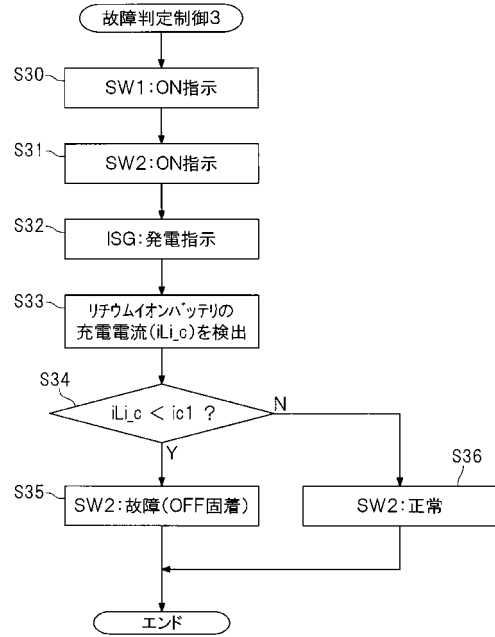 故障判定制御3
S30
SW1:ON指示
S31
SW2:ON指示
S32
ISG:発電指示
S33
リチウムイオンバッテリの
充電電流(iLi_c)を検出
S34
iLi_c < ic1 ?
N
Y
S35
SW2:故障(OFF固着)
S36
SW2:正常
エンド